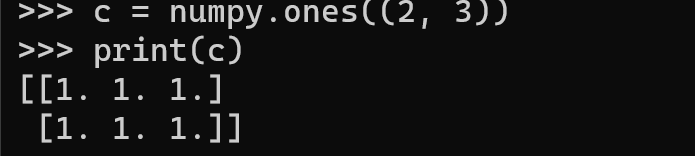 >>> c = numpy.ones((2, 3))
>>> print(c)
[[1. 1. 1.]
 [1. 1. 1.]]